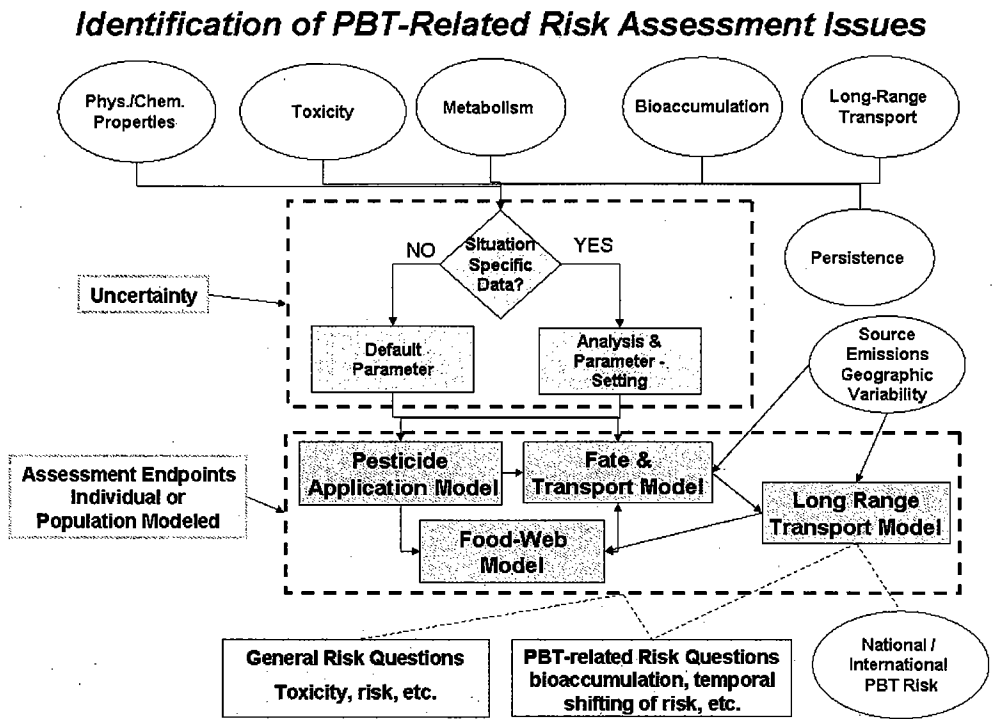 Identification of PBT-Related Risk Assessment Issues
Phys./Chem.
Properties
Toxicity
Metabolism
Bioaccumulation
Long-Range
Transport
Persistence
NO
Situation
Specific
Data?
YES
Uncertainty
Default
Parameter
Analysis &
Parameter -
Setting
Source
Emissions
Geographic
Variability
Assessment Endpoints
Individual or
Population Modeled
Pesticide
Application Model
Fate &
Transport Model
Long Range
Transport Model
Food-Web
Model
General Risk Questions
Toxicity, risk, etc.
PBT-related Risk Questions
bioaccumulation, temporal
shifting of risk, etc.
National /
International
PBT Risk